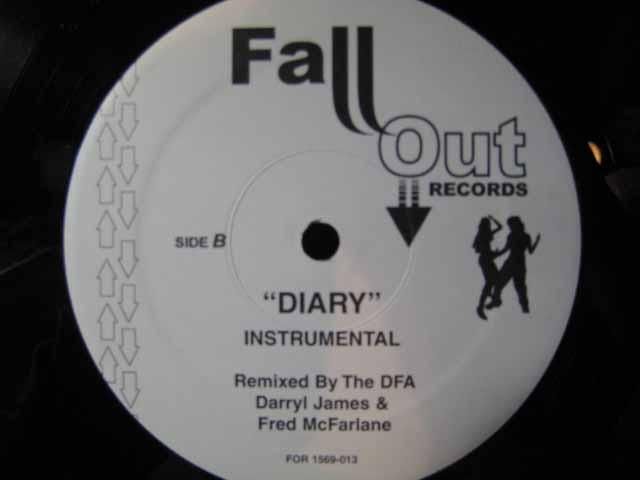 Fall
Out
RECORDS
SIDE B
“DIARY”
INSTRUMENTAL
Remixed By The DFA
Darryl James &
Fred McFarlane
FOR 1569-013